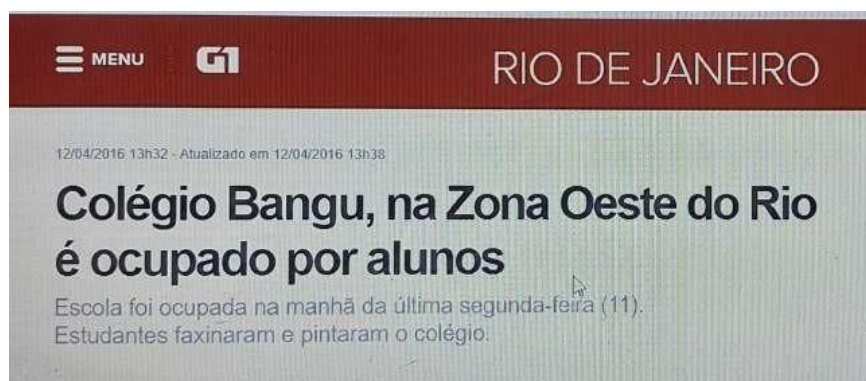 MENU G1 RIO DE JANEIRO
12/04/2016 13h32 - Atualizado em 12/04/2016 13h38
Colégio Bangu, na Zona Oeste do Rio
é ocupado por alunos
Escola foi ocupada na manhã da última segunda-feira (11).
Estudantes faxinaram e pintaram o colégio.